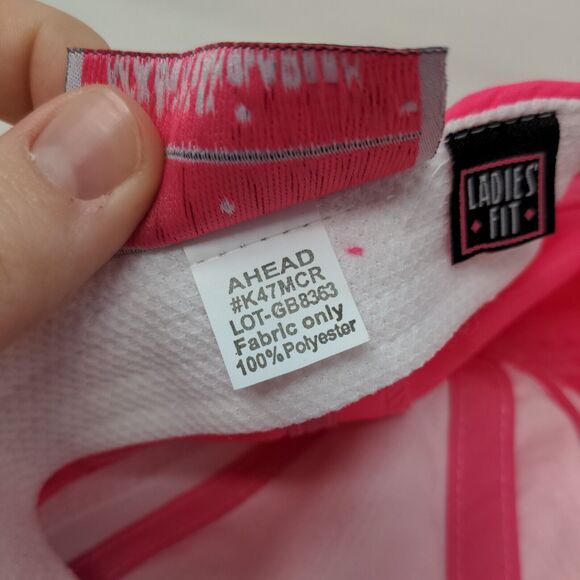 AHEAD
#K47MCR
LOT-GB8363
Fabric only
100%Polyester
LADIES'
FIT